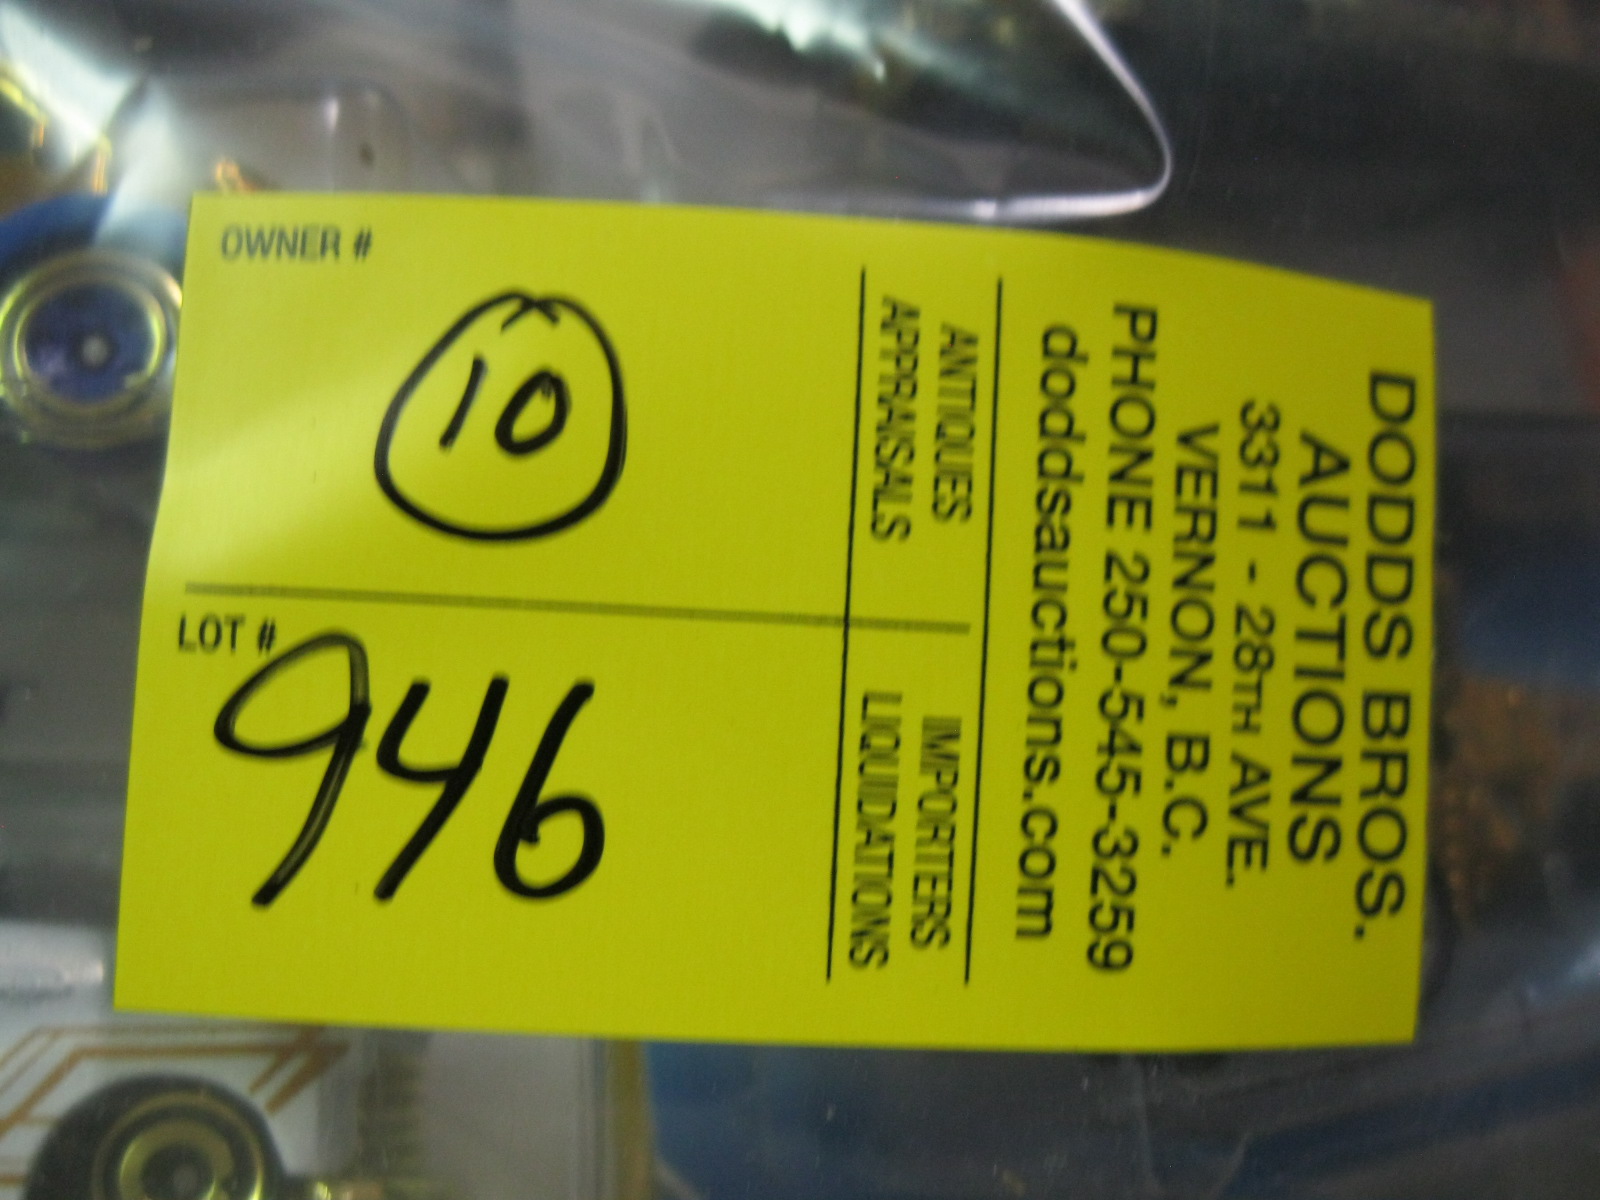 DODDS BROS.
AUCTIONS
3311 - 28TH AVE.
VERNON, B.C.
PHONE 250-545-3259
doddsauctions.com
ANTIQUES
APPRAISALS
IMPORTERS
LIQUIDATIONS
OWNER #
10
LOT #
946